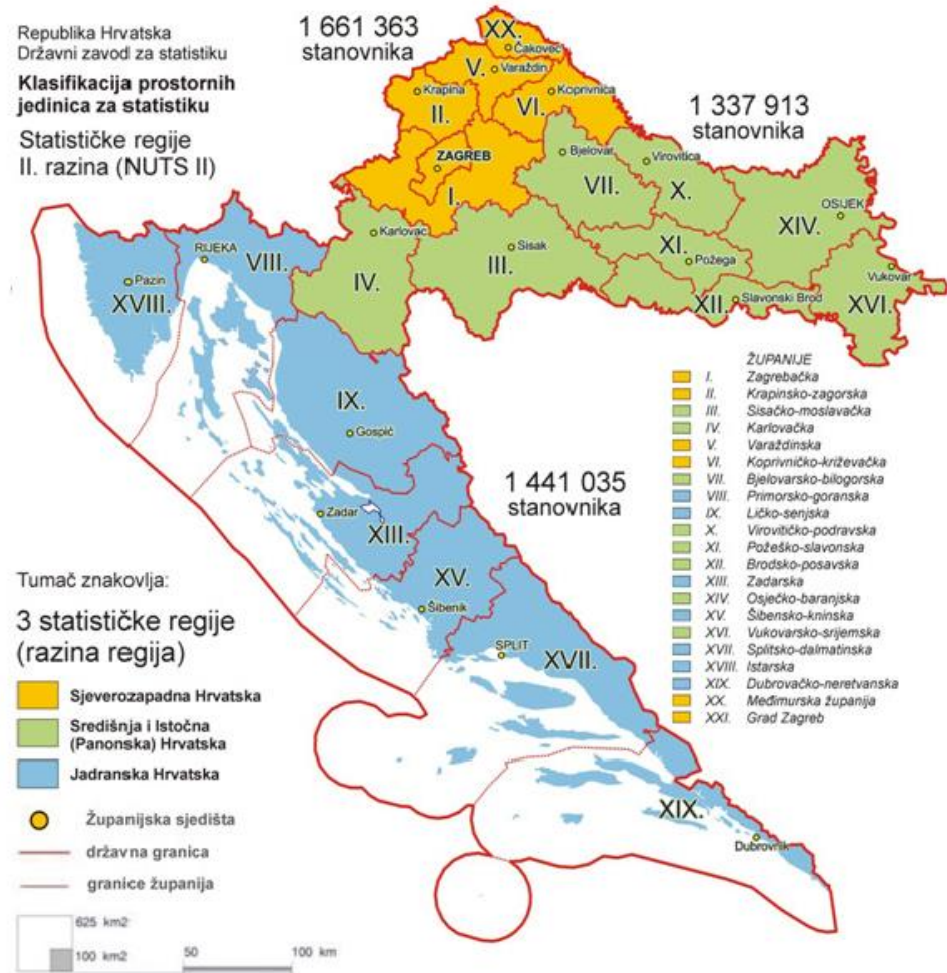 Republika Hrvatska
Državni zavod za statistiku
Klasifikacija prostornih
jedinica za statistiku
Statističke regije
II. razina (NUTS II)
1 661 363
stanovnika
1 337 913
stanovnika
1 441 035
stanovnika
XX.
Čakovec
V.
Varaždin
Krapina
II.
VI.
Koprivnica
ZAGREB
I.
Bjelovar
VII.
Virovitica
X.
OSIJEK
XIV.
Karlovac
IV.
Sisak
III.
XI.
Požega
XII.
Slavonski Brod
Vukovar
XVI.
RIJEKA
VIII.
Pazin
XVIII.
IX.
Gospić
Zadar
XIII.
XV.
Šibenik
SPLIT
XVII.
XIX.
Dubrovnik
ŽUPANIJE
I. Zagrebačka
II. Krapinsko-zagorska
III. Sisačko-moslavačka
IV. Karlovačka
V. Varaždinska
VI. Koprivničko-križevačka
VII. Bjelovarsko-bilogorska
VIII. Primorsko-goranska
IX. Ličko-senjska
X. Virovitičko-podravska
XI. Požeško-slavonska
XII. Brodsko-posavska
XIII. Zadarska
XIV. Osječko-baranjska
XV. Šibensko-kninska
XVI. Vukovarsko-srijemska
XVII. Splitsko-dalmatinska
XVIII. Istarska
XIX. Dubrovačko-neretvanska
XX. Međimurska županija
XXI. Grad Zagreb
Tumač znakovlja:
3 statističke regije
(razina regija)
Sjeverozapadna Hrvatska
Središnja i Istočna
(Panonska) Hrvatska
Jadranska Hrvatska
Županijska sjedišta
državna granica
granice županija
625 km2
100 km2
50
100 km